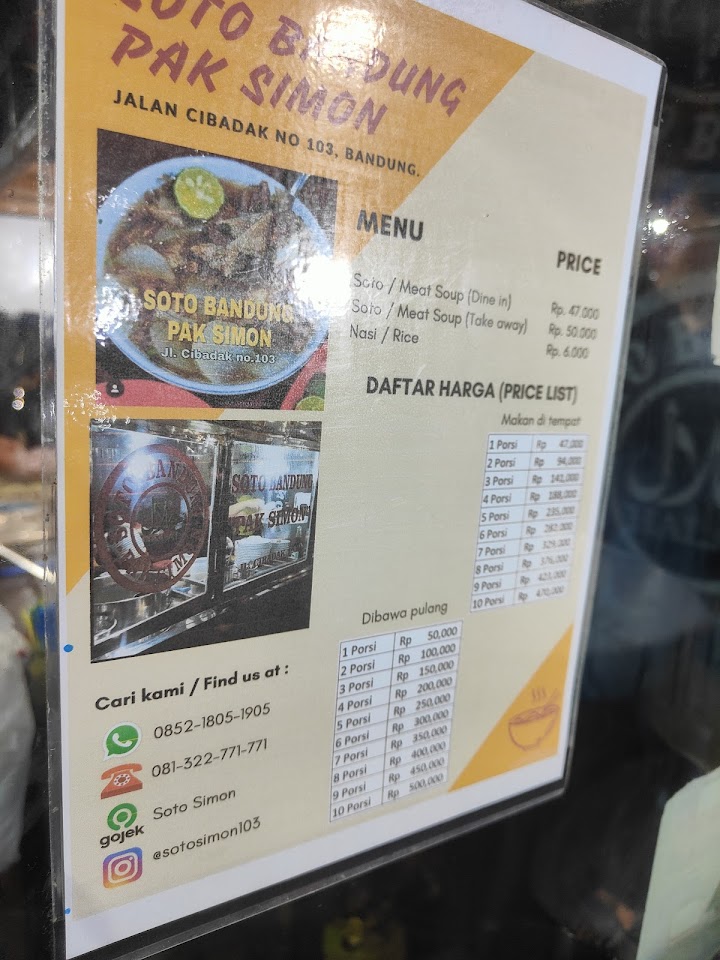 SOTO BANDUNG
PAK SIMON
JALAN CIBADAK NO 103, BANDUNG.
SOTO BANDUNG
PAK SIMON
Jl. Cibadak no.103
MENU
PRICE
Soto / Meat Soup (Dine in) Rp. 47.000
Soto / Meat Soup (Take away) Rp. 50.000
Nasi / Rice Rp. 6.000
DAFTAR HARGA (PRICE LIST)
Makan di tempat
1 Porsi Rp 47,000
2 Porsi Rp 94,000
3 Porsi Rp 141,000
4 Porsi Rp 188,000
5 Porsi Rp 235,000
6 Porsi Rp 282,000
7 Porsi Rp 329,000
8 Porsi Rp 376,000
9 Porsi Rp 423,000
10 Porsi Rp 470,000
SOTO BANDUNG
PAK SIMON
Dibawa pulang
1 Porsi Rp 50,000
2 Porsi Rp 100,000
3 Porsi Rp 150,000
4 Porsi Rp 200,000
5 Porsi Rp 250,000
6 Porsi Rp 300,000
7 Porsi Rp 350,000
8 Porsi Rp 400,000
9 Porsi Rp 450,000
10 Porsi Rp 500,000
Cari kami / Find us at :
0852-1805-1905
081-322-771-771
gojek Soto Simon
@sotosimon103